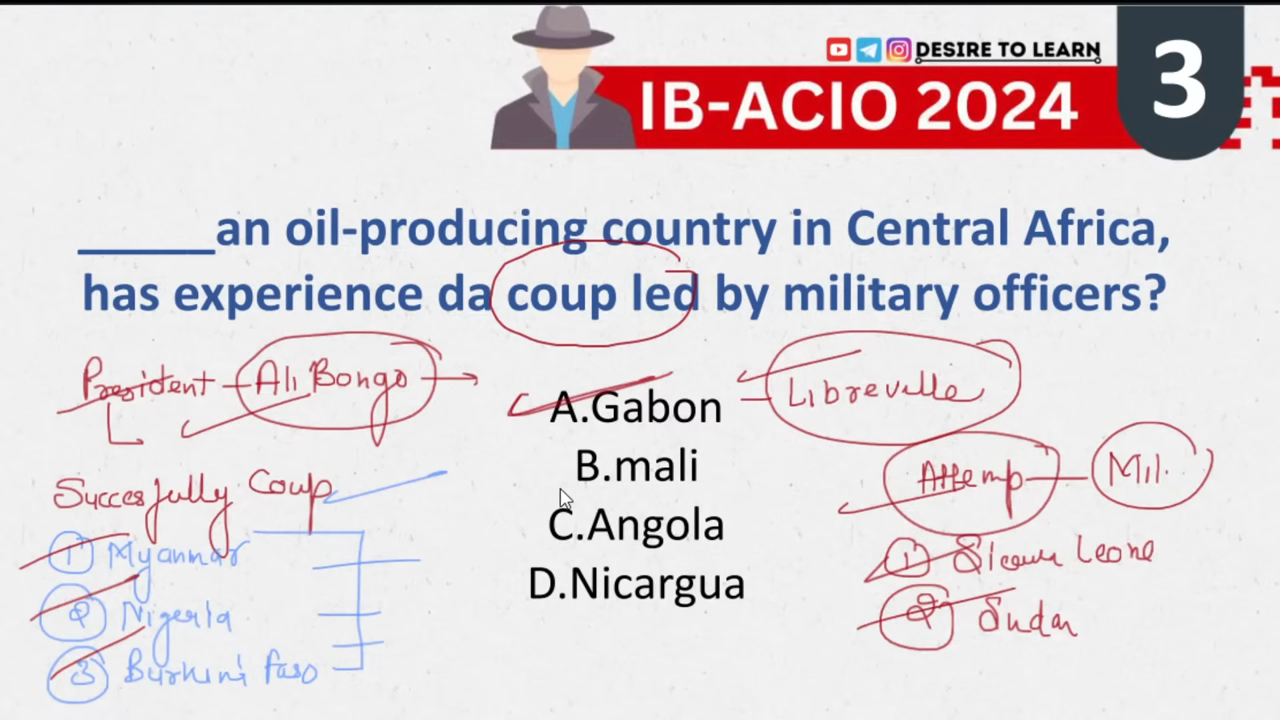 DESIRE TO LEARN
IB-ACIO 2024
3
_____an oil-producing country in Central Africa,
has experience da coup led by military officers?
President - Ali Bongo
A.Gabon
Libreville
B.mali
Attemp - Mil.
Succesfully Coup
C.Angola
1 Myannar
1 Sierra Leone
D.Nicargua
2 Nigeria
2 Sudan
3 Burkini Faso